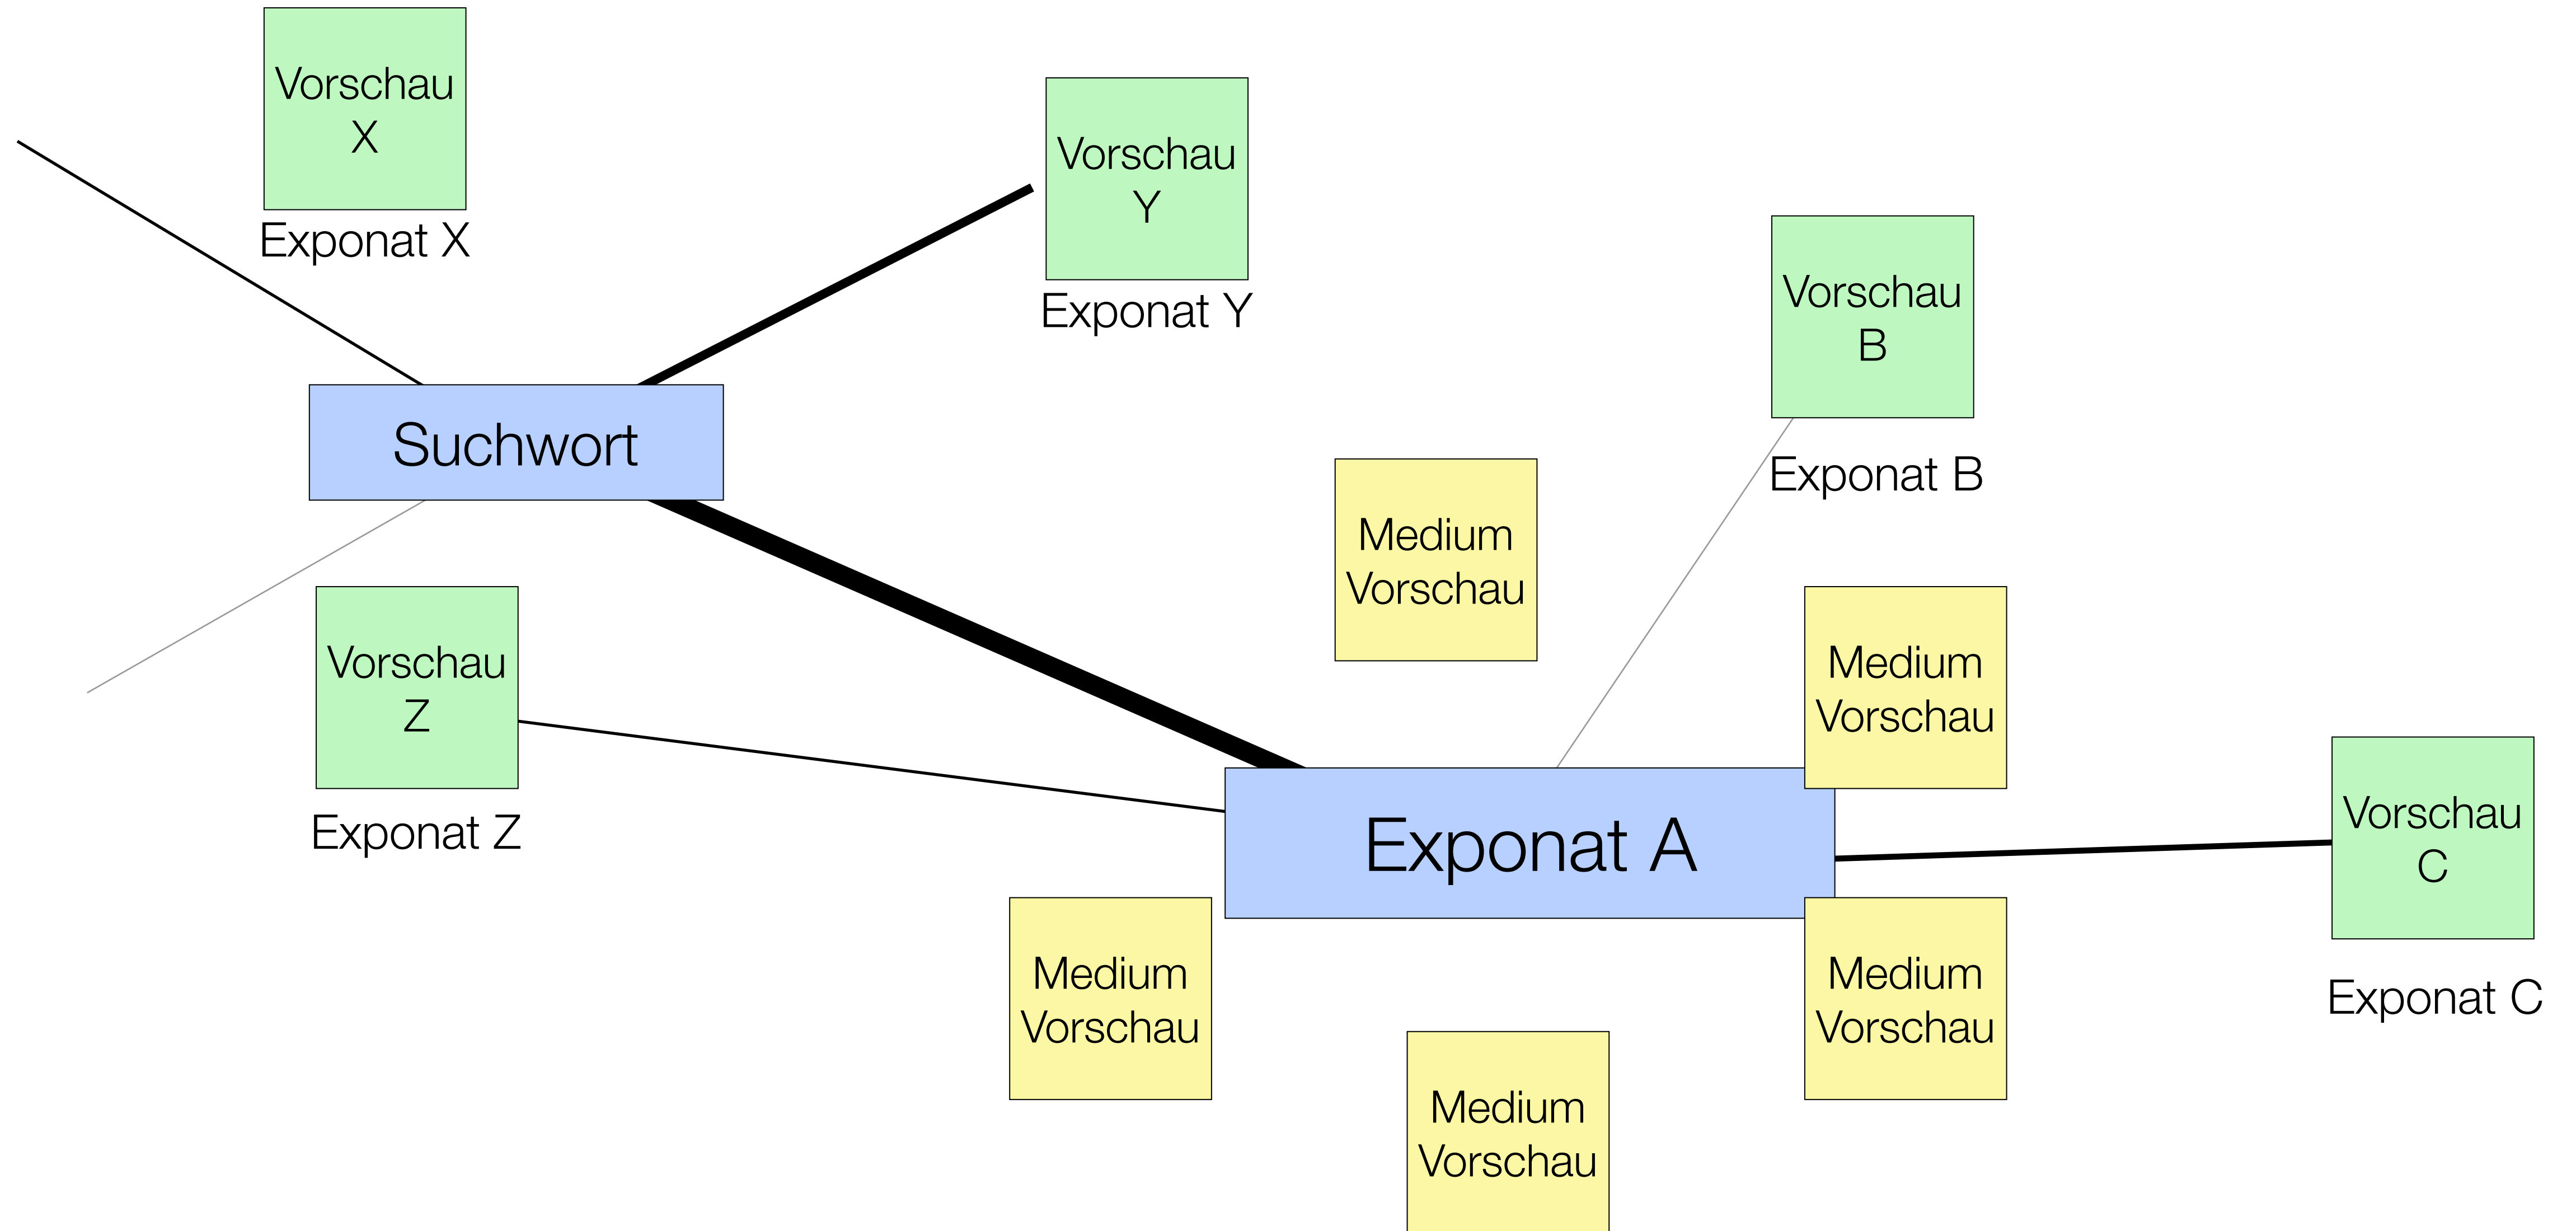 Vorschau
X
Exponat X
Vorschau
Y
Exponat Y
Vorschau
B
Exponat B
Suchwort
Medium
Vorschau
Vorschau
Z
Exponat Z
Medium
Vorschau
Exponat A
Vorschau
C
Exponat C
Medium
Vorschau
Medium
Vorschau
Medium
Vorschau